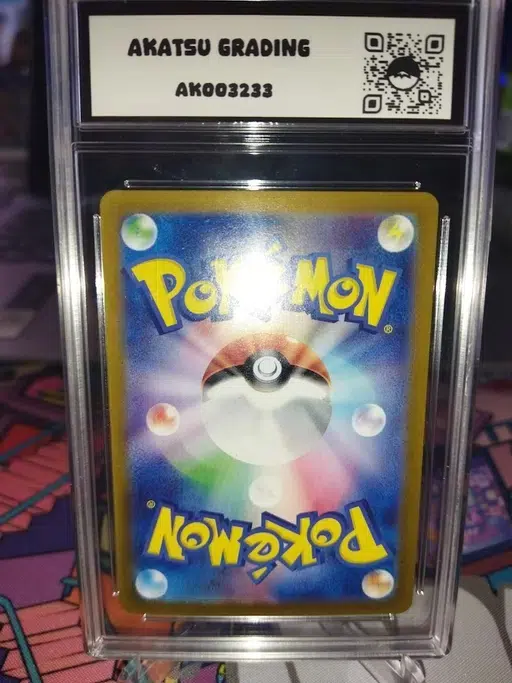 AKATSU GRADING
AK003233
POKéMON
®
®
POKéMON